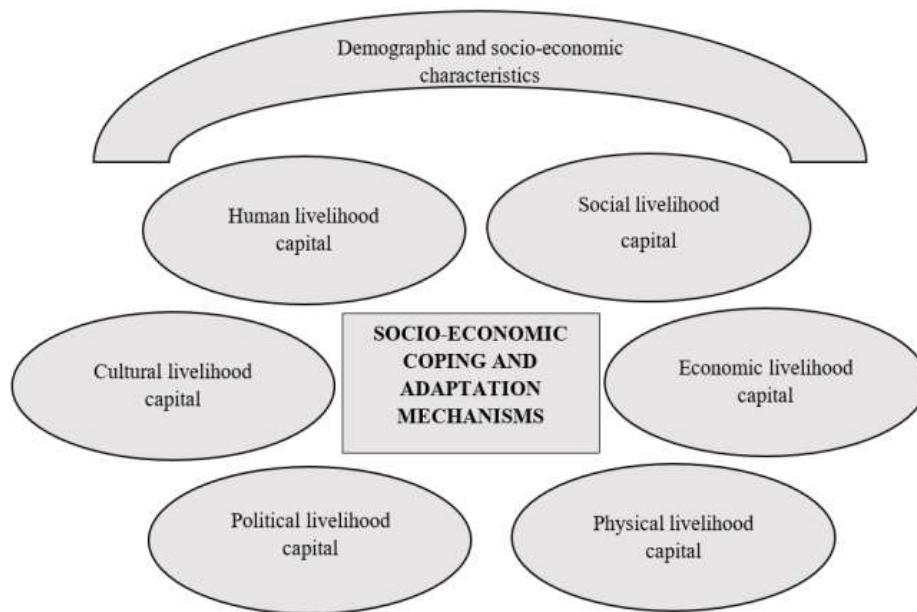 Demographic and socio-economic
characteristics
Human livelihood
capital
Social livelihood
capital
Cultural livelihood
capital
SOCIO-ECONOMIC
COPING AND
ADAPTATION
MECHANISMS
Economic livelihood
capital
Political livelihood
capital
Physical livelihood
capital